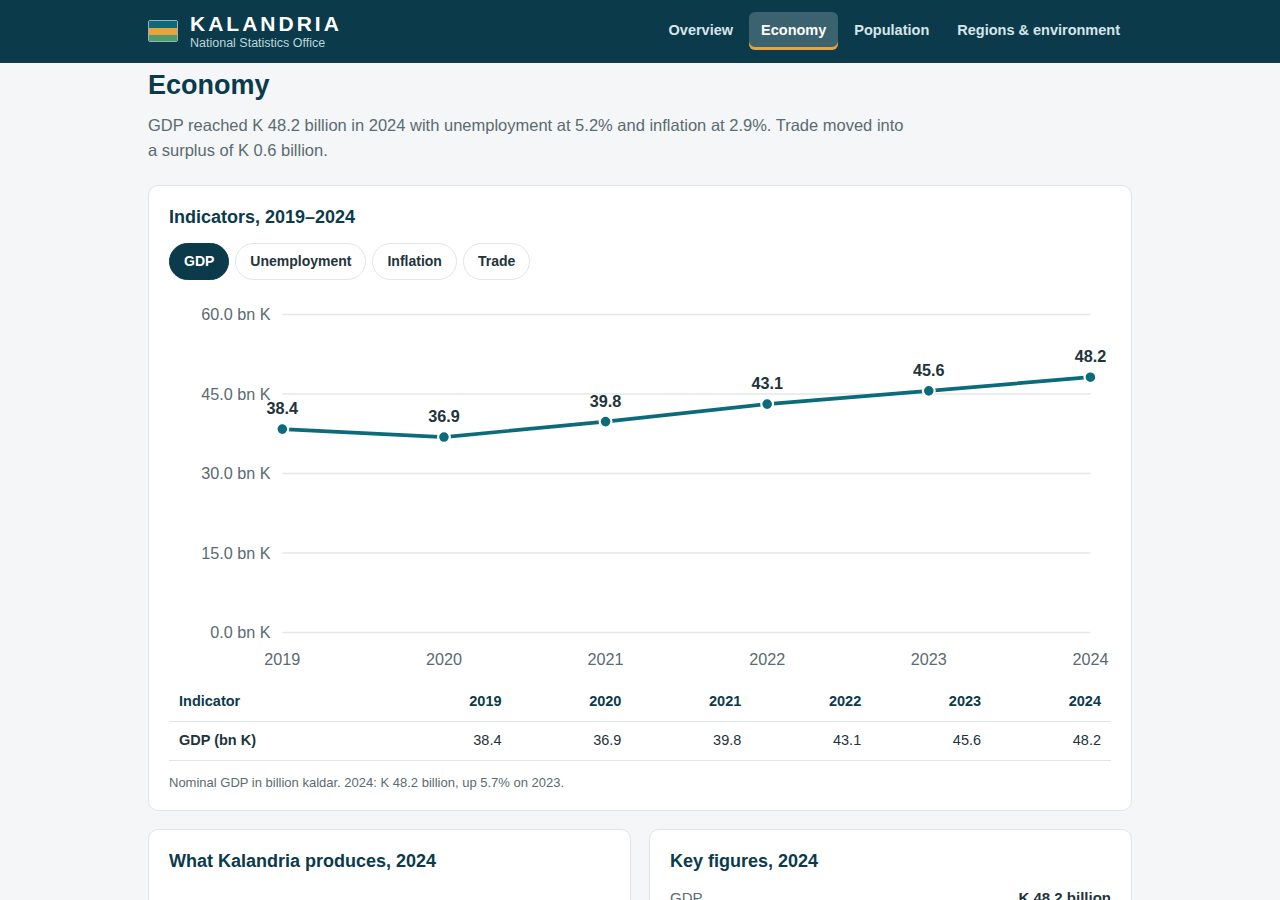 KALANDRIA
National Statistics Office
Overview
Economy
Population
Regions & environment
Economy
GDP reached K 48.2 billion in 2024 with unemployment at 5.2% and inflation at 2.9%. Trade moved into
a surplus of K 0.6 billion.
Indicators, 2019–2024
GDP
Unemployment
Inflation
Trade
60.0 bn K
45.0 bn K
30.0 bn K
15.0 bn K
0.0 bn K
38.4
36.9
39.8
43.1
45.6
48.2
2019 2020 2021 2022 2023 2024
Indicator 2019 2020 2021 2022 2023 2024
GDP (bn K) 38.4 36.9 39.8 43.1 45.6 48.2
Nominal GDP in billion kaldar. 2024: K 48.2 billion, up 5.7% on 2023.
What Kalandria produces, 2024
Key figures, 2024
GDP K 48.2 billion